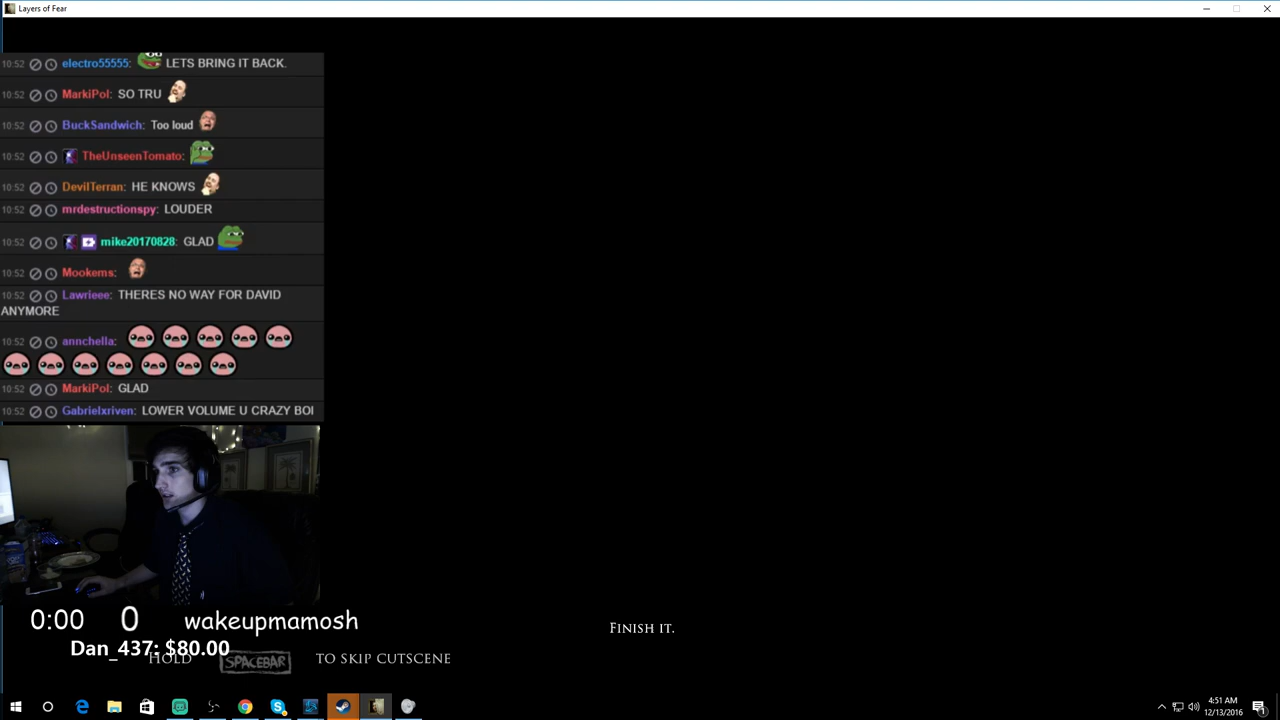 Layers of Fear
10:52 electro55555: LETS BRING IT BACK.
10:52 MarkiPol: SO TRU
10:52 BuckSandwich: Too loud
10:52 TheUnseenTomato:
10:52 DevilTerran: HE KNOWS
10:52 mrdestructionspy: LOUDER
10:52 mike20170828: GLAD
10:52 Mookems:
10:52 Lawrieee: THERES NO WAY FOR DAVID
ANYMORE
10:52 annchella:
10:52 MarkiPol: GLAD
10:52 Gabrielxriven: LOWER VOLUME U CRAZY BOI
0:00 0 wakeupmamosh
Finish it.
Dan_437: $80.00
HOLD SPACEBAR TO SKIP CUTSCENE
4:51 AM
12/13/2016
1